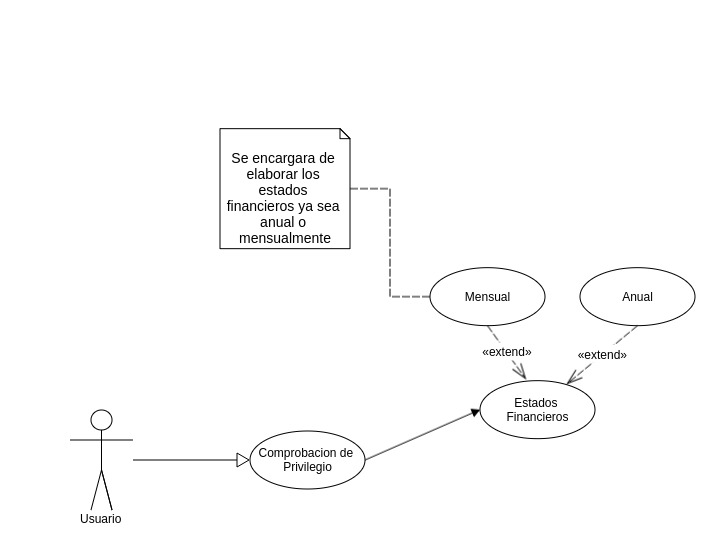 Se encargara de
elaborar los
estados
financieros ya sea
anual o
mensualmente
Mensual
Anual
«extend»
«extend»
Estados
Financieros
Comprobacion de
Privilegio
Usuario